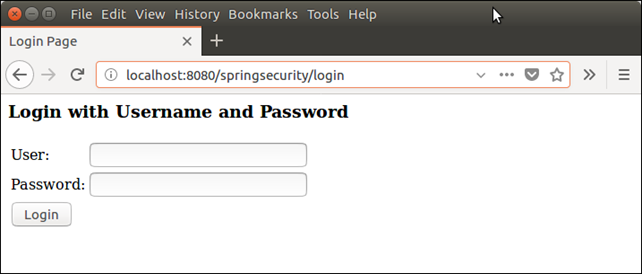 File Edit View History Bookmarks Tools Help
Login Page
localhost:8080/springsecurity/login
Login with Username and Password
User:
Password:
Login